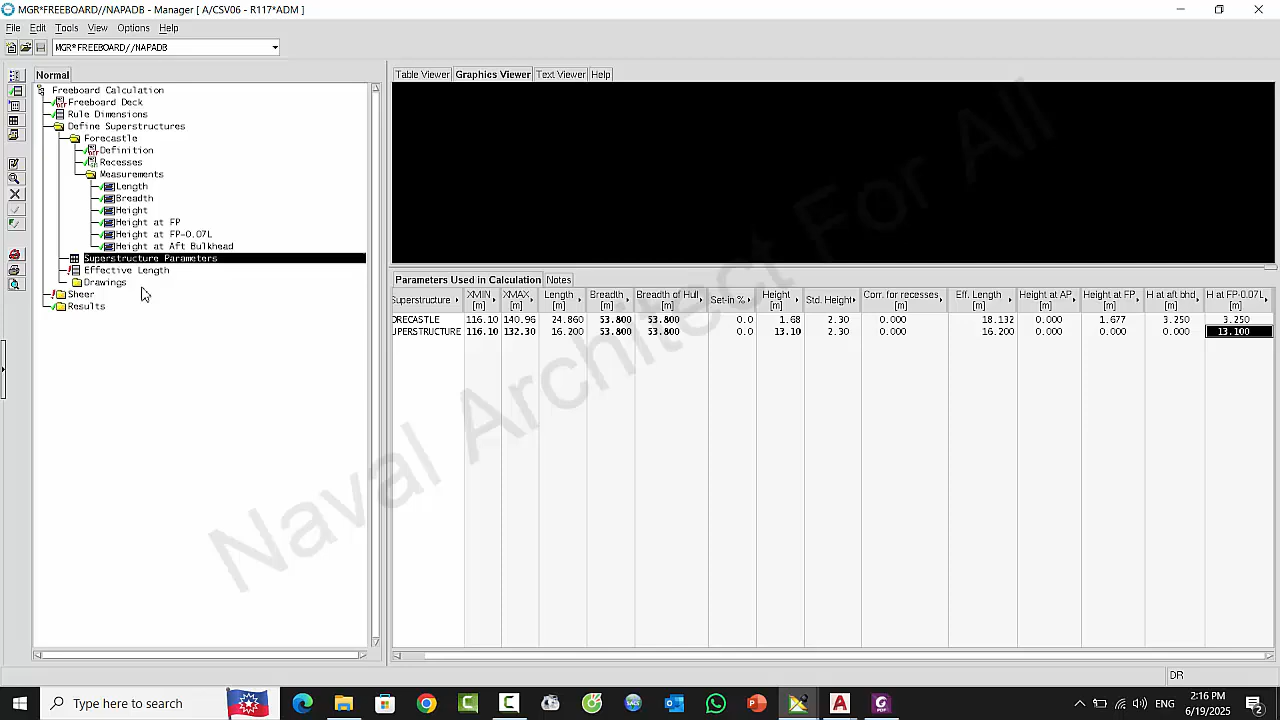 MGR*FREEBOARD//NAPADB - Manager [ A/CSV06 - R117*ADM ]
File Edit Tools View Options Help
MGR*FREEBOARD//NAPADB
Normal
Freeboard Calculation
Freeboard Deck
Rule Dimensions
Define Superstructures
Forecastle
Definition
Recesses
Measurements
Length
Breadth
Height
Height at FP
Height at FP-0.07L
Height at Aft Bulkhead
Superstructure Parameters
Effective Length
Drawings
Sheer
Results
Table Viewer Graphics Viewer Text Viewer Help
Parameters Used in Calculation Notes
Superstructure XMIN [m] XMAX [m] Length [m] Breadth [m] Breadth of Hull [m] Set-in % Height [m] Std. Height Corr. for recesses [m] Eff. Length [m] Height at AP [m] Height at FP [m] H at aft bhd [m] H at FP-0.07L [m]
ORECASTLE 116.10 140.96 24.860 53.800 53.800 0.0 1.68 2.30 0.000 18.132 0.000 1.677 3.250 3.250
UPERSTRUCTURE 116.10 132.30 16.200 53.800 53.800 0.0 13.10 2.30 0.000 16.200 0.000 0.000 0.000 13.100
Naval Architect For All
DR
Type here to search
SACS
ENG
2:16 PM
6/19/2025
2